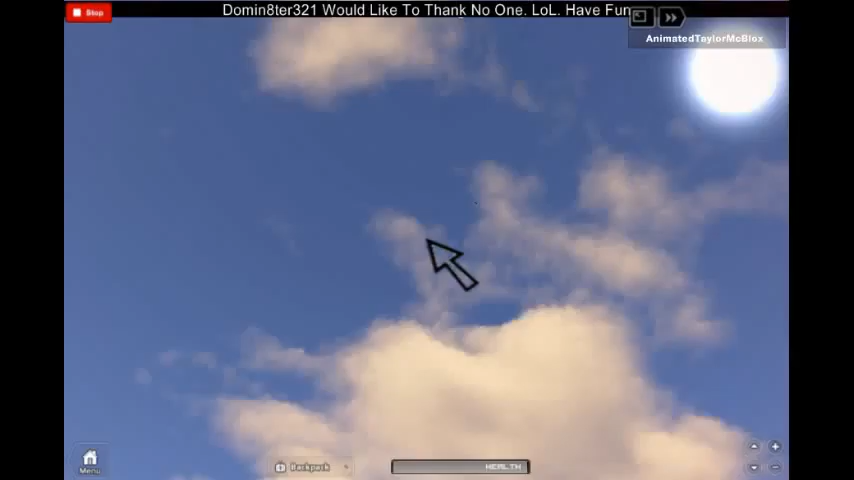 Domin8ter321 Would Like To Thank No One. LoL. Have Fun
Stop
AnimatedTaylorMcBlox
Menu
Backpack
HEALTH